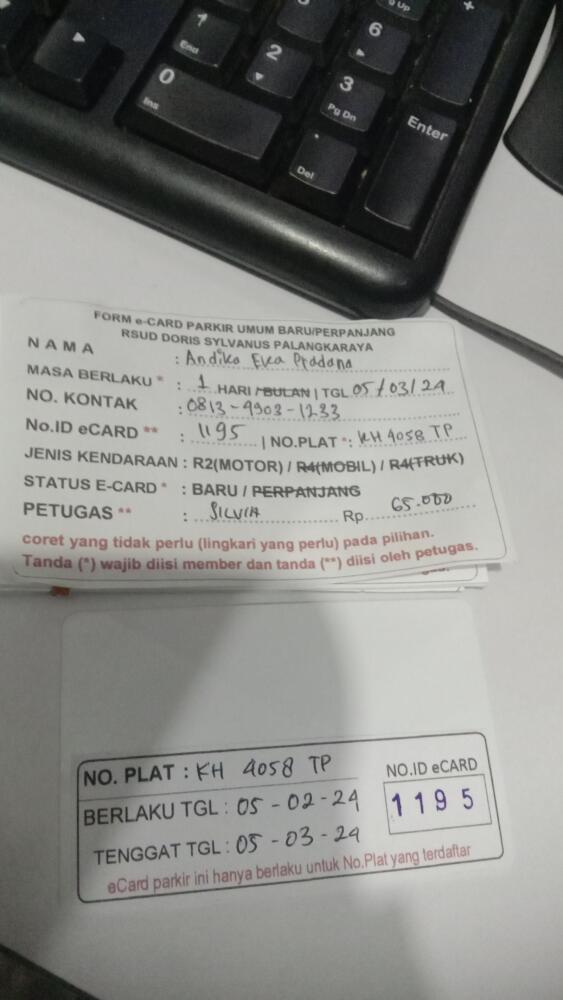 1
End
2
3
Pg Dn
6
9 Up
+
0
Ins
Del
Enter
FORM e-CARD PARKIR UMUM BARU/PERPANJANG
RSUD DORIS SYLVANUS PALANGKARAYA
NAMA : Andika Eka Pradana
MASA BERLAKU * : 1 HARI / BULAN | TGL 05/03/24
NO. KONTAK : 0813-4903-1233
No.ID eCARD ** : 1195 | NO.PLAT *: KH 4058 TP
JENIS KENDARAAN : R2(MOTOR) / R4(MOBIL) / R4(TRUK)
STATUS E-CARD * : BARU / PERPANJANG
PETUGAS ** : SILVIA Rp. 65.000
coret yang tidak perlu (lingkari yang perlu) pada pilihan.
Tanda (*) wajib diisi member dan tanda (**) diisi oleh petugas.
NO. PLAT : KH 4058 TP
NO.ID eCARD
BERLAKU TGL : 05-02-24
1195
TENGGAT TGL : 05-03-24
eCard parkir ini hanya berlaku untuk No.Plat yang terdaftar